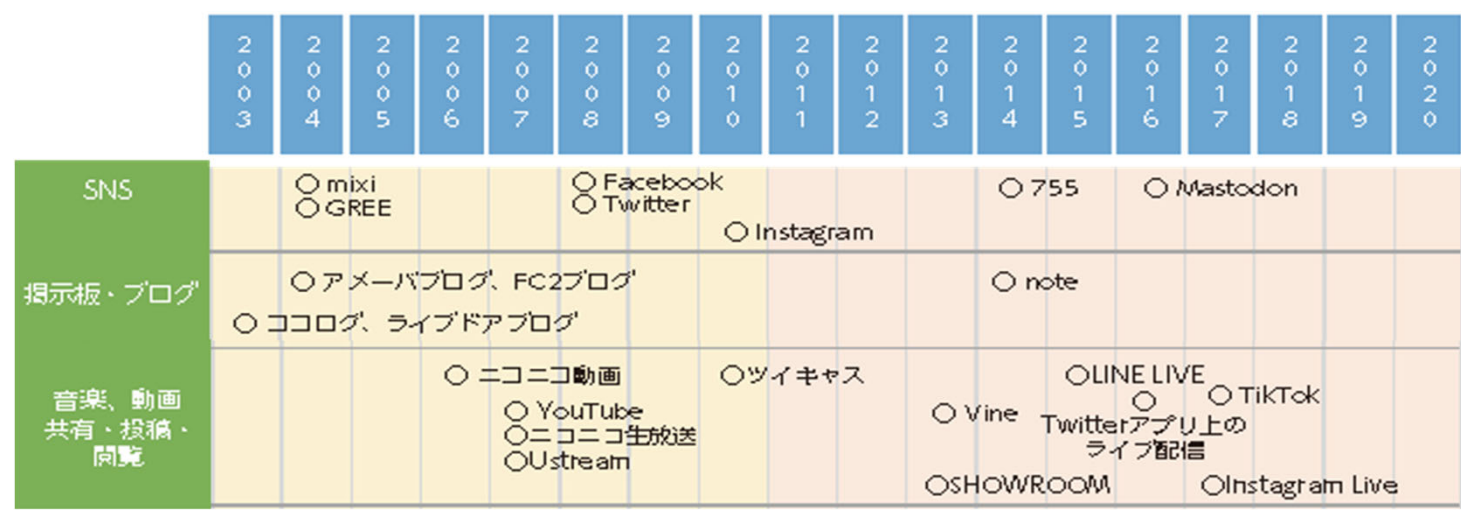 2003 2004 2005 2006 2007 2008 2009 2010 2011 2012 2013 2014 2015 2016 2017 2018 2019 2020
SNS
○ mixi
○ GREE
○ Facebook
○ Twitter
○ Instagram
○ 755
○ Mastodon
掲示板・ブログ
○ アメーバブログ、FC2ブログ
○ note
○ ココログ、ライブドアブログ
音楽、動画
共有・投稿・
閲覧
○ ニコニコ動画
○ツイキャス
○LINE LIVE
○ YouTube
○ニコニコ生放送
○Ustream
○ Vine
○
Twitterアプリ上の
ライブ配信
○ TikTok
○SHOWROOM
○Instagram Live